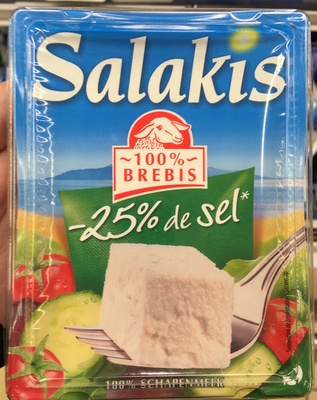 Salakis
~100%~
BREBIS
-25% de sel*
100% SCHAPENMELK